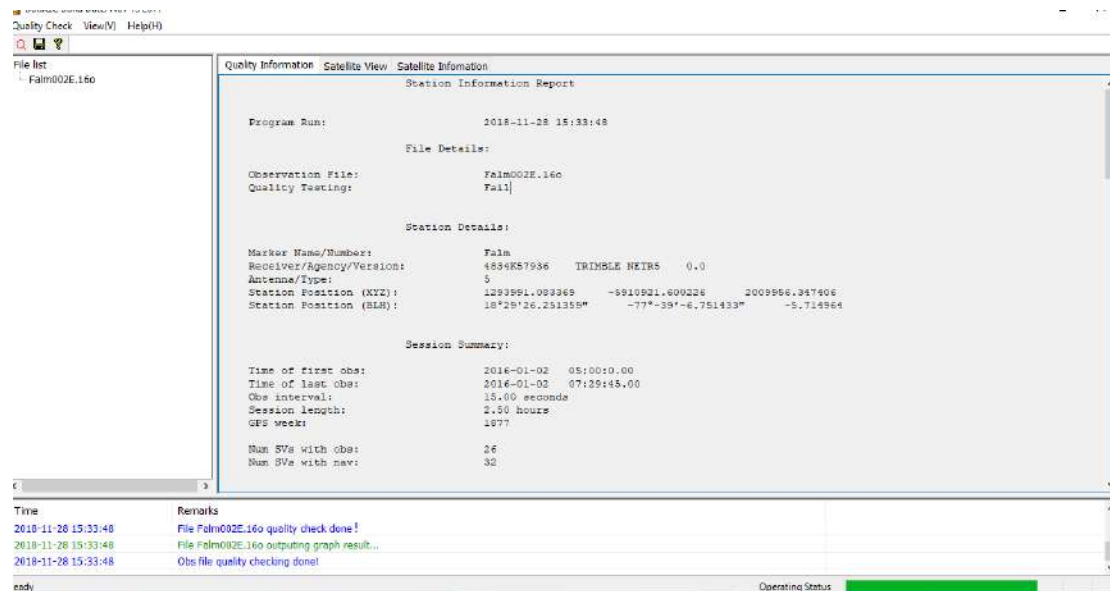 Quality Check View(V) Help(H)
File list
Falm002E.16o
Quality Information Satellite View Satellite Infomation
Station Information Report
Program Run: 2018-11-28 15:33:48
File Details:
Observation File: Falm002E.16o
Quality Testing: Fail
Station Details:
Marker Name/Number: Falm
Receiver/Agency/Version: 4834K57936 TRIMBLE NETR5 0.0
Antenna/Type: 5
Station Position (XYZ): 1293991.083369 -5910921.600226 2009956.347406
Station Position (BLH): 18°29'26.251359" -77°-39'-6.751433" -5.714964
Session Summary:
Time of first obs: 2016-01-02 05:00:0.00
Time of last obs: 2016-01-02 07:29:45.00
Obs interval: 15.00 seconds
Session length: 2.50 hours
GPS week: 1877
Num SVs with obs: 26
Num SVs with nav: 32
Time Remarks
2018-11-28 15:33:48 File Falm002E.16o quality check done!
2018-11-28 15:33:48 File Falm002E.16o outputing graph result...
2018-11-28 15:33:48 Obs file quality checking done!
eady Operating Status